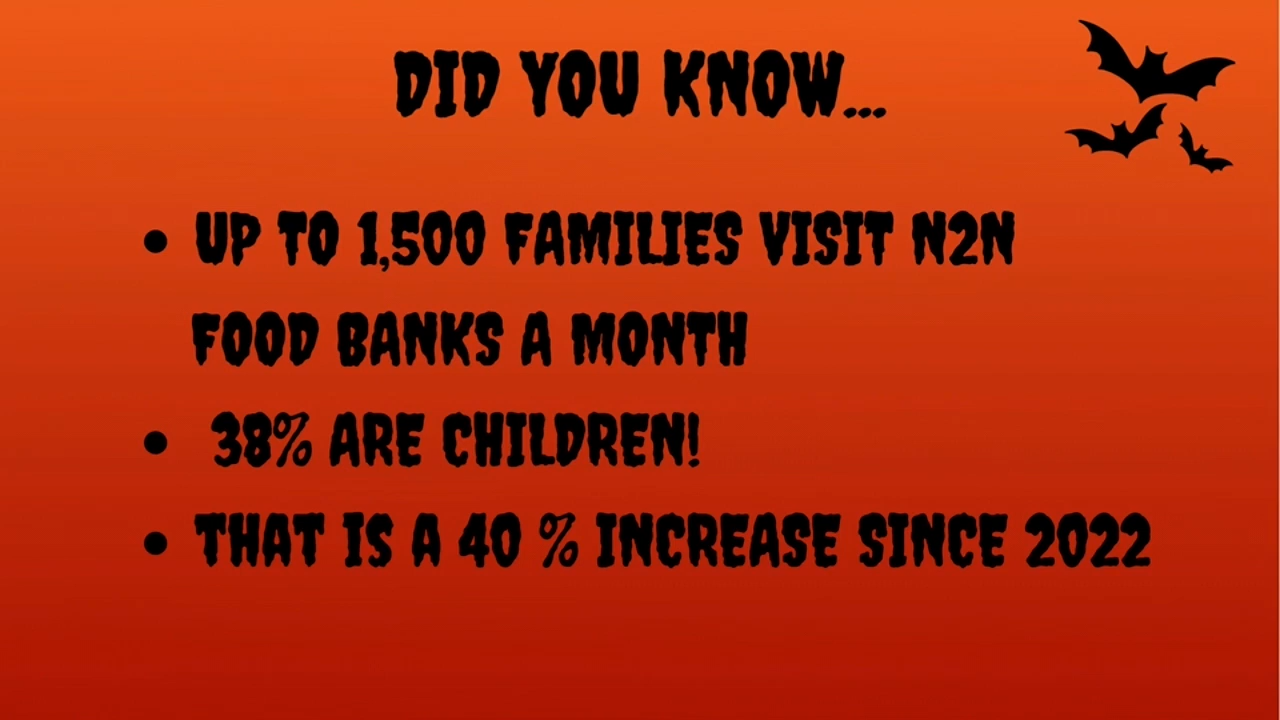 DID YOU KNOW...
• UP TO 1,500 FAMILIES VISIT N2N
FOOD BANKS A MONTH
• 38% ARE CHILDREN!
• THAT IS A 40 % INCREASE SINCE 2022